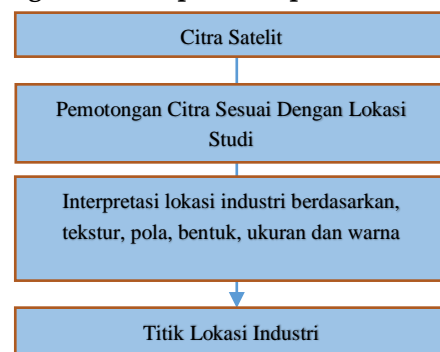 Citra Satelit
Pemotongan Citra Sesuai Dengan Lokasi
Studi
Interpretasi lokasi industri berdasarkan,
tekstur, pola, bentuk, ukuran dan warna
Titik Lokasi Industri